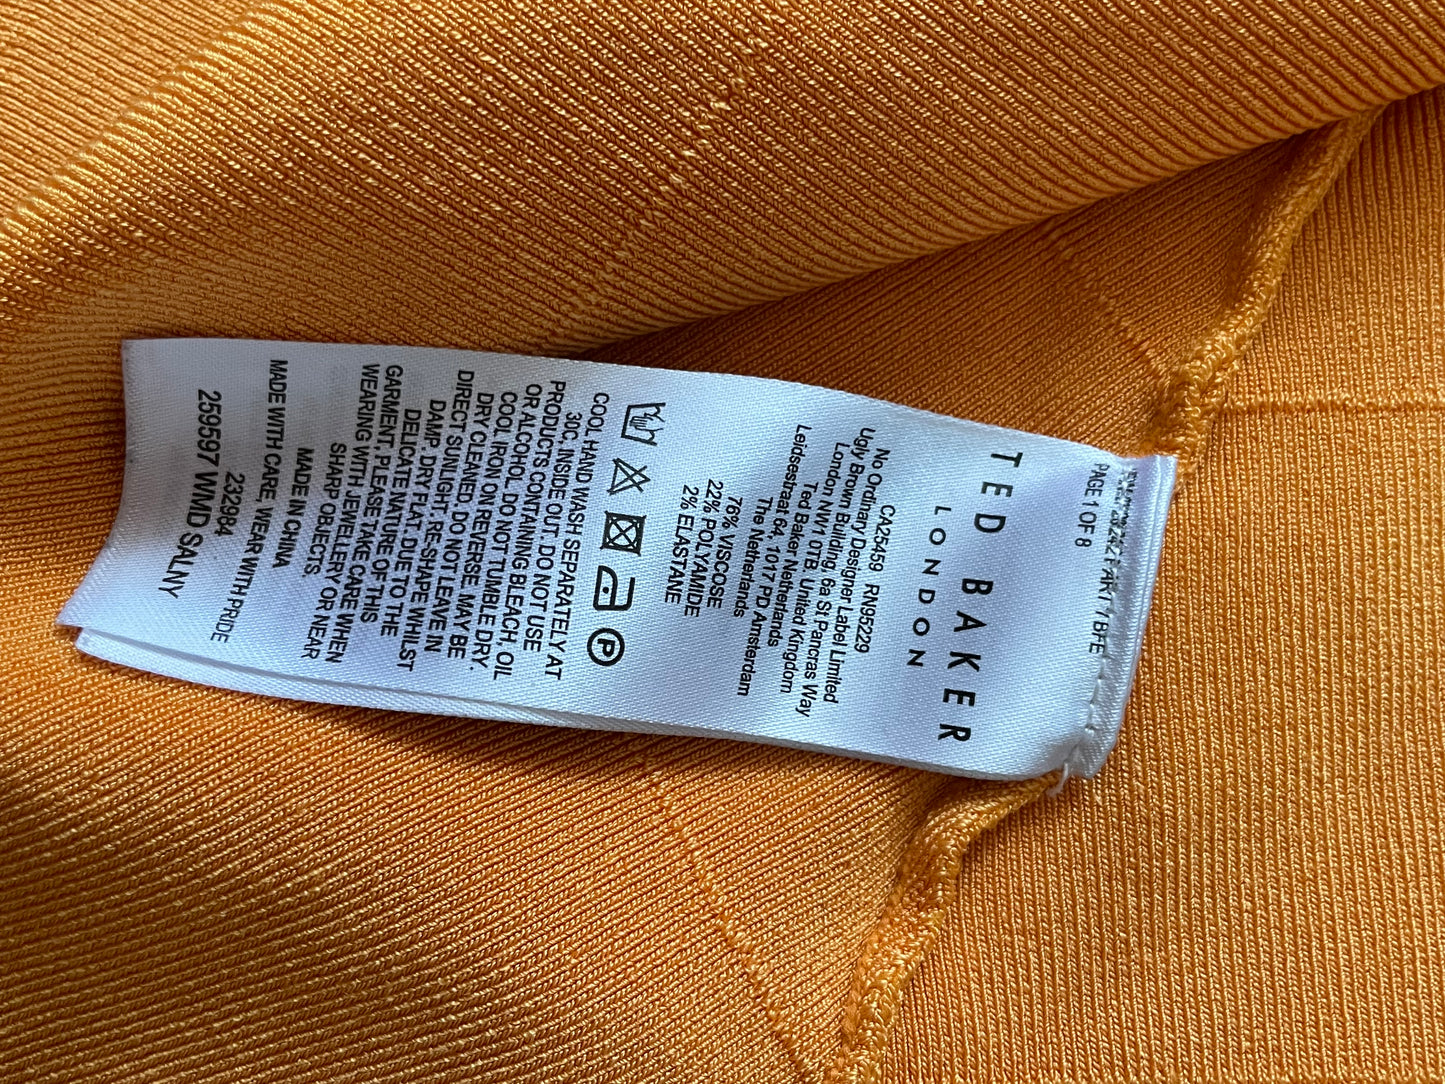 PAGE 1 OF 8
TED BAKER
LONDON
CA25459 RN95229
No Ordinary Designer Label Limited
Ugly Brown Building, 6a St Pancras Way
London NW1 0TB, United Kingdom
Ted Baker Netherlands
Leidsestraat 64, 1017 PD Amsterdam
The Netherlands
76% VISCOSE
22% POLYAMIDE
2% ELASTANE
P
COOL HAND WASH SEPARATELY AT
30C, INSIDE OUT. DO NOT USE
PRODUCTS CONTAINING BLEACH, OIL
OR ALCOHOL. DO NOT TUMBLE DRY.
COOL IRON ON REVERSE. MAY BE
DRY CLEANED. DO NOT LEAVE IN
DIRECT SUNLIGHT. RE-SHAPE WHILST
DAMP. DRY FLAT. DUE TO THE
DELICATE NATURE OF THIS
GARMENT, PLEASE TAKE CARE WHEN
WEARING WITH JEWELLERY OR NEAR
SHARP OBJECTS.
MADE IN CHINA
MADE WITH CARE, WEAR WITH PRIDE
232984
259597 WMD SALNY